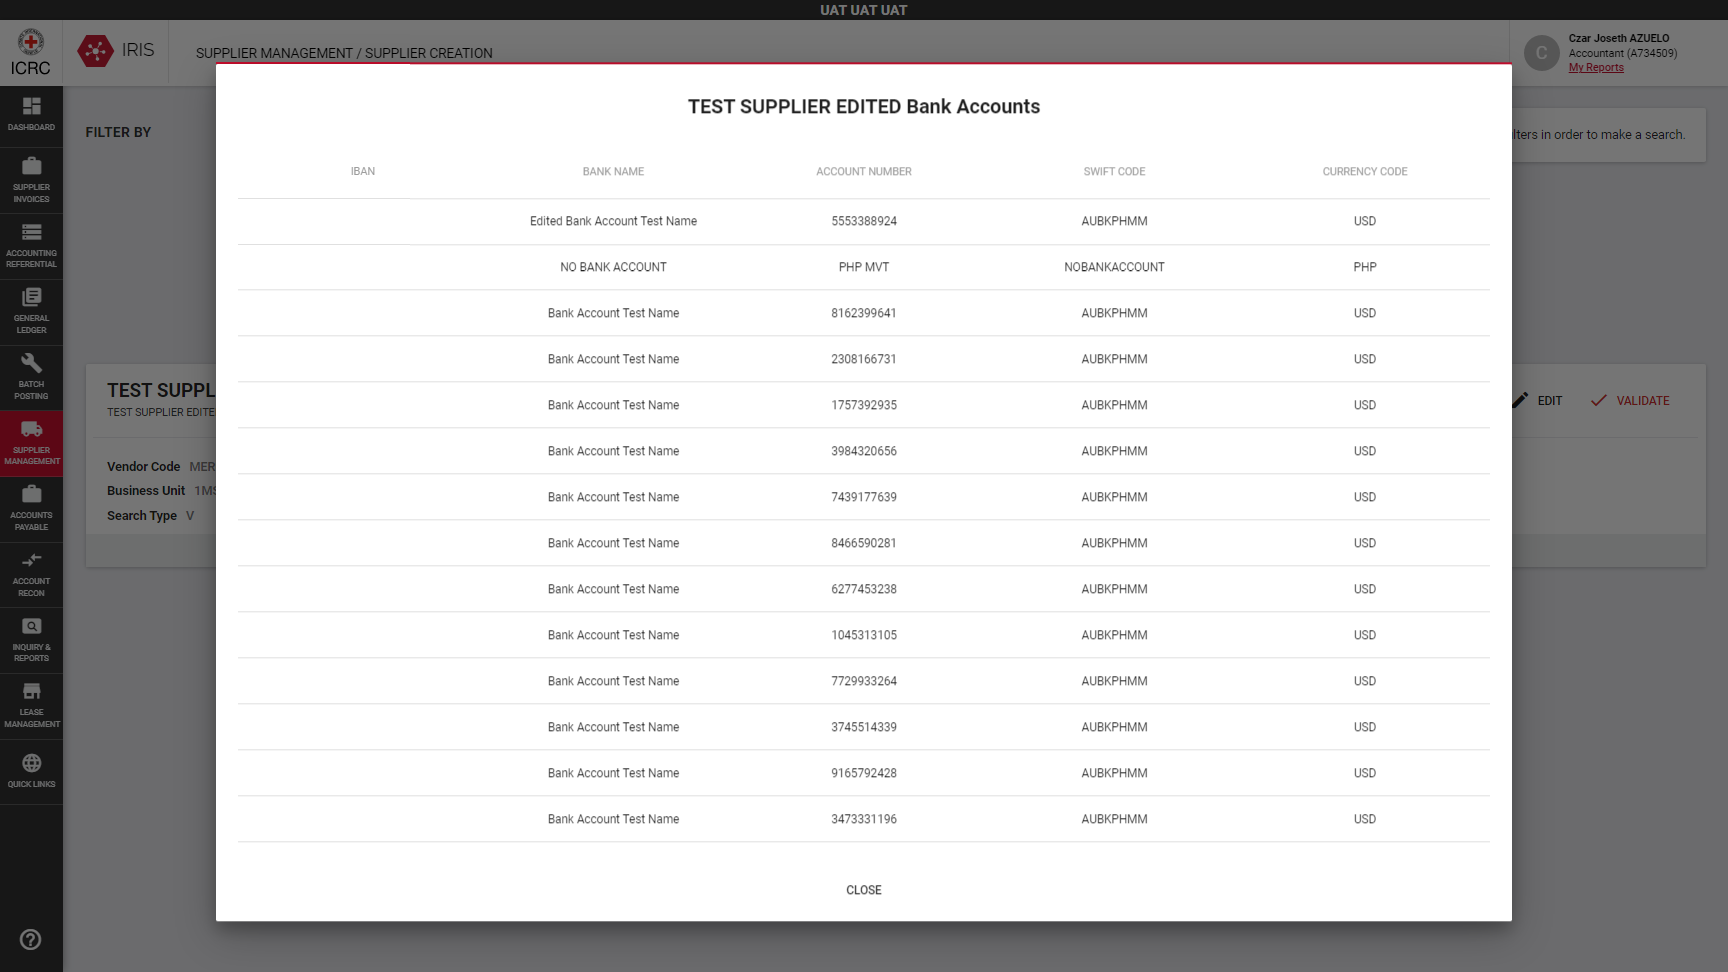 UAT UAT UAT
ICRC
IRIS
SUPPLIER MANAGEMENT / SUPPLIER CREATION
C
Czar Joseth AZUELO
Accountant (A734509)
My Reports
DASHBOARD
SUPPLIER
INVOICES
ACCOUNTING
REFERENTIAL
GENERAL
LEDGER
BATCH
POSTING
SUPPLIER
MANAGEMENT
ACCOUNTS
PAYABLE
ACCOUNT
RECON
INQUIRY &
REPORTS
LEASE
MANAGEMENT
QUICK LINKS
FILTER BY
lters in order to make a search.
TEST SUPPL
TEST SUPPLIER EDITE
EDIT
VALIDATE
Vendor Code MER
Business Unit 1MS
Search Type V
TEST SUPPLIER EDITED Bank Accounts
IBAN BANK NAME ACCOUNT NUMBER SWIFT CODE CURRENCY CODE
Edited Bank Account Test Name 5553388924 AUBKPHMM USD
NO BANK ACCOUNT PHP MVT NOBANKACCOUNT PHP
Bank Account Test Name 8162399641 AUBKPHMM USD
Bank Account Test Name 2308166731 AUBKPHMM USD
Bank Account Test Name 1757392935 AUBKPHMM USD
Bank Account Test Name 3984320656 AUBKPHMM USD
Bank Account Test Name 7439177639 AUBKPHMM USD
Bank Account Test Name 8466590281 AUBKPHMM USD
Bank Account Test Name 6277453238 AUBKPHMM USD
Bank Account Test Name 1045313105 AUBKPHMM USD
Bank Account Test Name 7729933264 AUBKPHMM USD
Bank Account Test Name 3745514339 AUBKPHMM USD
Bank Account Test Name 9165792428 AUBKPHMM USD
Bank Account Test Name 3473331196 AUBKPHMM USD
CLOSE